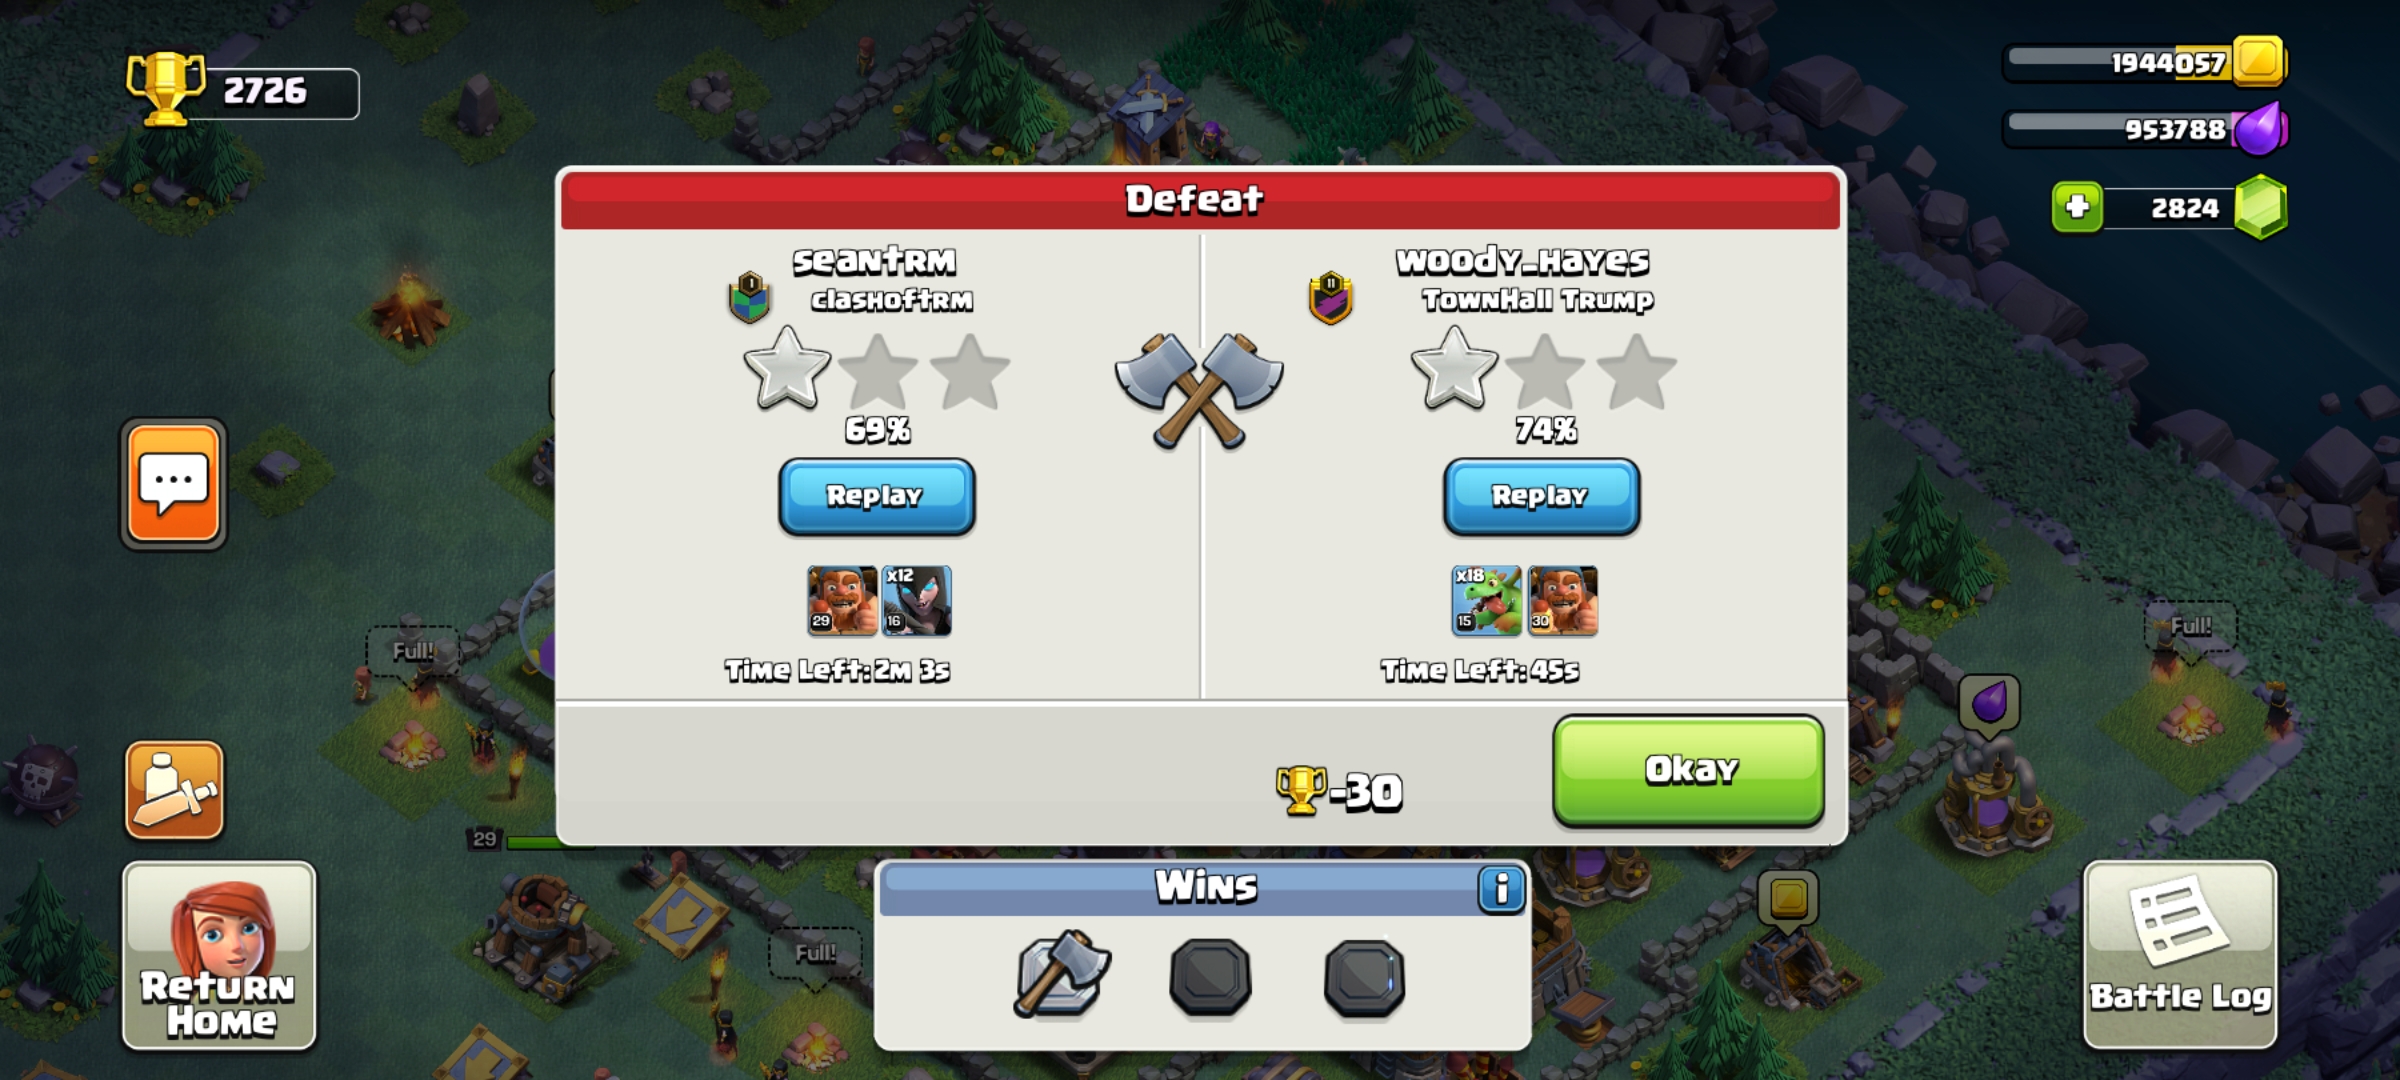 2726
1944057
953788
2824
Defeat
seantrm
clashoftrm
69%
Replay
29
x12
16
Time Left: 2m 3s
woody_hayes
TownHall Trump
74%
Replay
x18
15
30
Time Left: 45s
-30
Okay
Full!
Full!
Full!
29
1
11
Wins
i
Return
Home
Battle Log